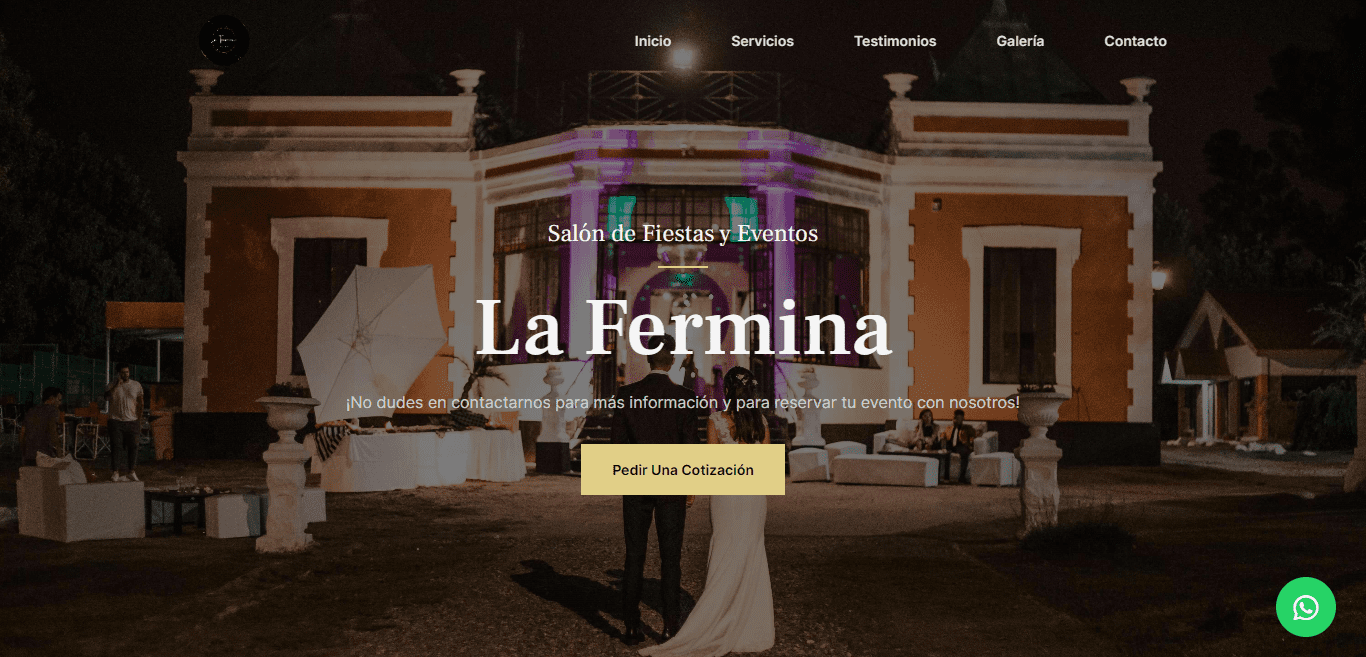 Inicio Servicios Testimonios Galería Contacto
Salón de Fiestas y Eventos
La Fermina
¡No dudes en contactarnos para más información y para reservar tu evento con nosotros!
Pedir Una Cotización